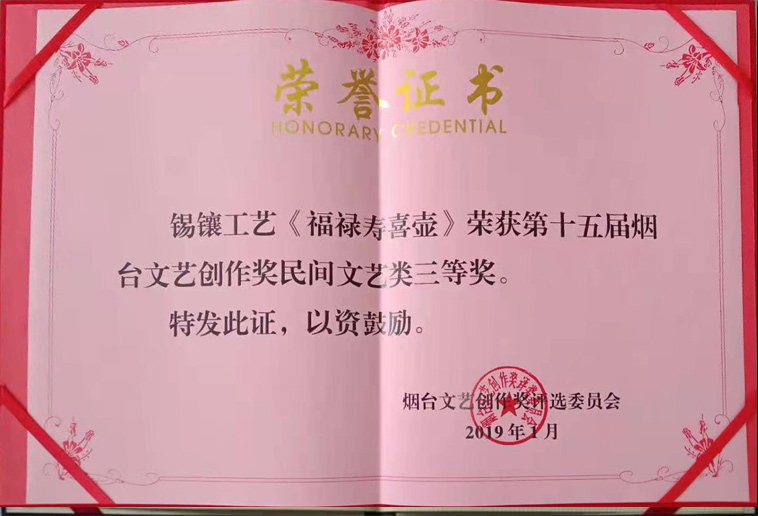 荣誉证书
HONORARY CREDENTIAL
锡镶工艺《福禄寿喜壶》荣获第十五届烟
台文艺创作奖民间文艺类三等奖。
特发此证，以资鼓励。
烟台文艺创作奖评选委员会
2019年1月